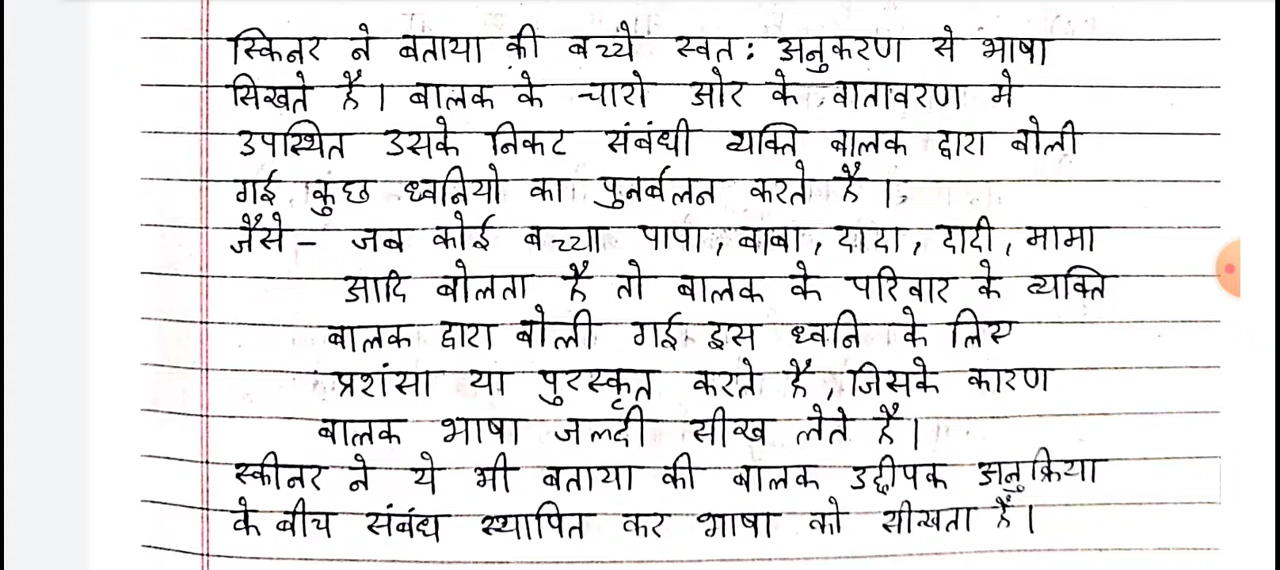 स्किनर ने बताया की बच्चे स्वत: अनुकरण से भाषा
सिखते है। बालक के चारो ओर के वातावरण मे
उपस्थित उसके निकट संबंधी व्यक्ति बालक द्वारा बोली
गई कुछ ध्वनियो का पुनर्बलन करते है।
जैसे - जब कोई बच्चा पापा, बाबा, दादा, दादी, मामा
आदि बोलता है तो बालक के परिवार के व्यक्ति
बालक द्वारा बोली गई इस ध्वनि के लिए
प्रशंसा या पुरस्कृत करते है, जिसके कारण
बालक भाषा जल्दी सीख लेते है।
स्कीनर ने ये भी बताया की बालक उद्दीपक अनुक्रिया
के बीच संबंध स्थापित कर भाषा को सीखता है।